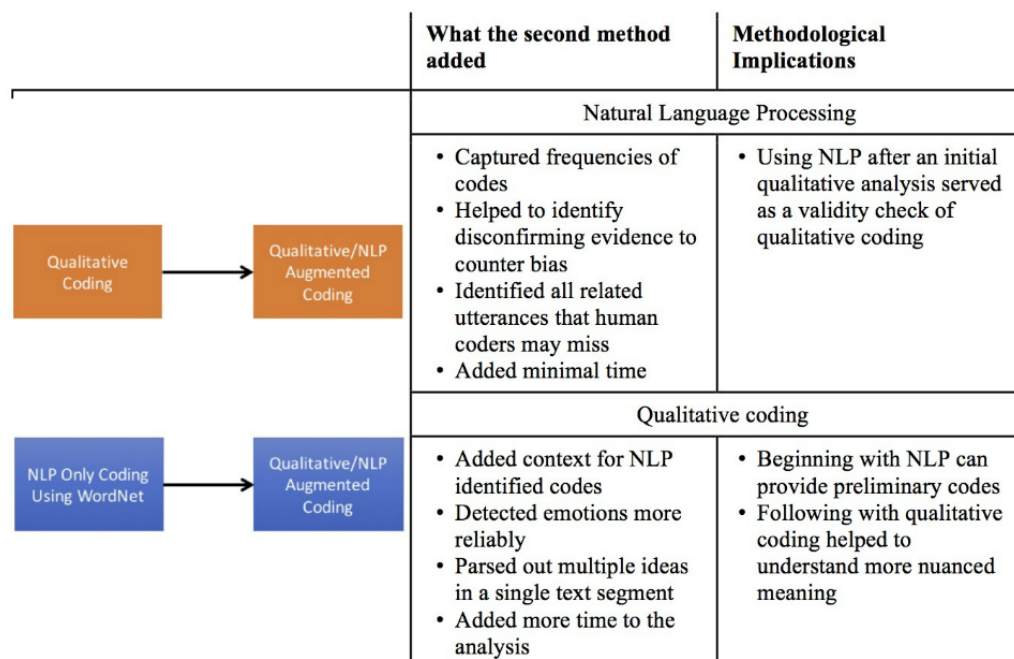 What the second method
added
Methodological
Implications
Natural Language Processing
Qualitative
Coding
Qualitative/NLP
Augmented
Coding
• Captured frequencies of
codes
• Helped to identify
disconfirming evidence to
counter bias
• Identified all related
utterances that human
coders may miss
• Added minimal time
• Using NLP after an initial
qualitative analysis served
as a validity check of
qualitative coding
Qualitative coding
NLP Only Coding
Using WordNet
Qualitative/NLP
Augmented
Coding
• Added context for NLP
identified codes
• Detected emotions more
reliably
• Parsed out multiple ideas
in a single text segment
• Added more time to the
analysis
• Beginning with NLP can
provide preliminary codes
• Following with qualitative
coding helped to
understand more nuanced
meaning